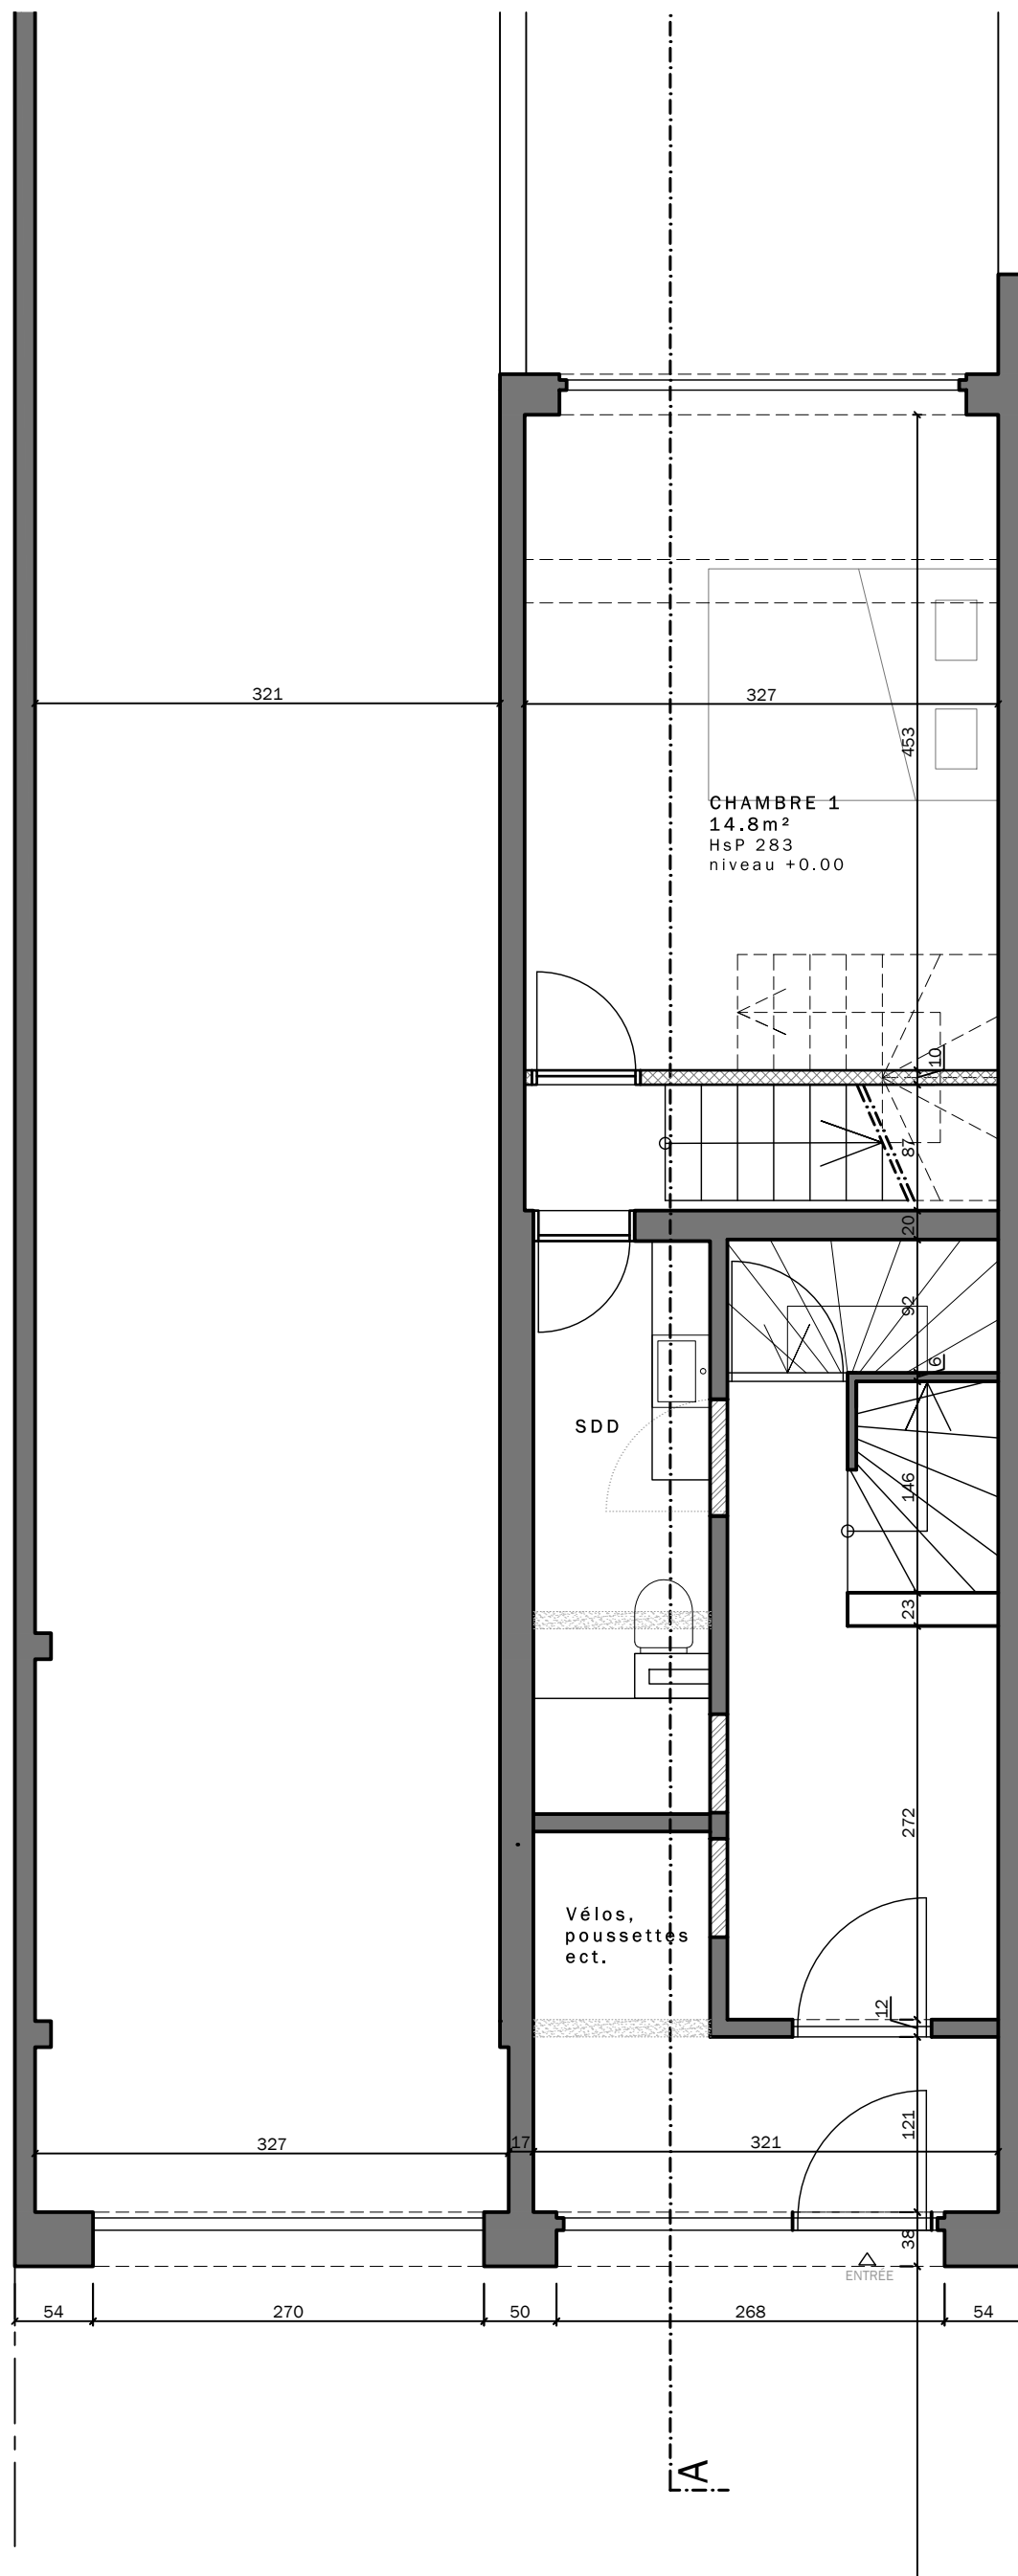 321
327
453
CHAMBRE 1
14.8m²
HsP 283
niveau +0.00
10
87
20
92
6
SDD
146
23
272
Vélos,
poussettes
ect.
12
121
327
17
321
38
ENTRÉE
54
270
50
268
54
A